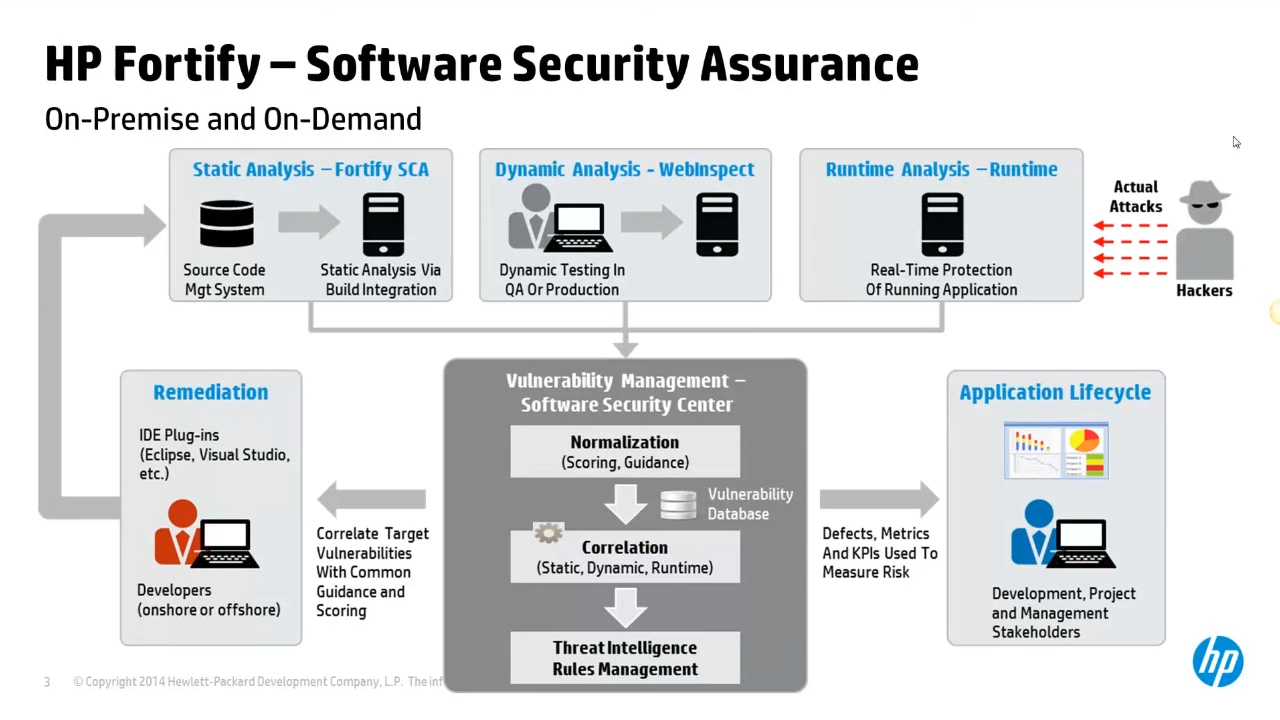 HP Fortify – Software Security Assurance
On-Premise and On-Demand
Static Analysis – Fortify SCA
Source Code
Mgt System
Static Analysis Via
Build Integration
Dynamic Analysis - WebInspect
Dynamic Testing In
QA Or Production
Runtime Analysis – Runtime
Real-Time Protection
Of Running Application
Actual
Attacks
Hackers
Remediation
IDE Plug-ins
(Eclipse, Visual Studio,
etc.)
Developers
(onshore or offshore)
Correlate Target
Vulnerabilities
With Common
Guidance and
Scoring
Vulnerability Management –
Software Security Center
Normalization
(Scoring, Guidance)
Vulnerability
Database
Correlation
(Static, Dynamic, Runtime)
Threat Intelligence
Rules Management
Defects, Metrics
And KPIs Used To
Measure Risk
Application Lifecycle
Development, Project
and Management
Stakeholders
3 © Copyright 2014 Hewlett-Packard Development Company, L.P. The inf
hp